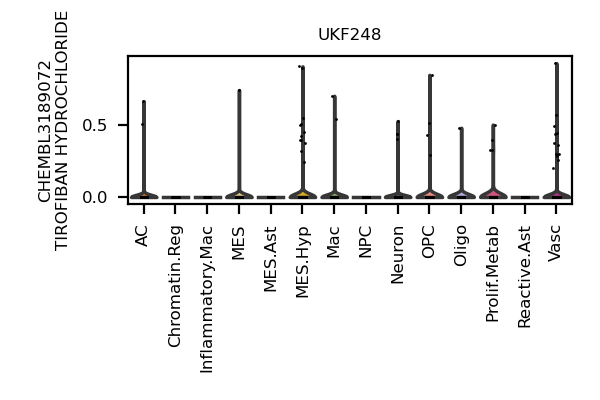 UKF248
CHEMBL3189072
TIROFIBAN HYDROCHLORIDE
0.5
0.0
AC
Chromatin.Reg
Inflammatory.Mac
MES
MES.Ast
MES.Hyp
Mac
NPC
Neuron
OPC
Oligo
Prolif.Metab
Reactive.Ast
Vasc